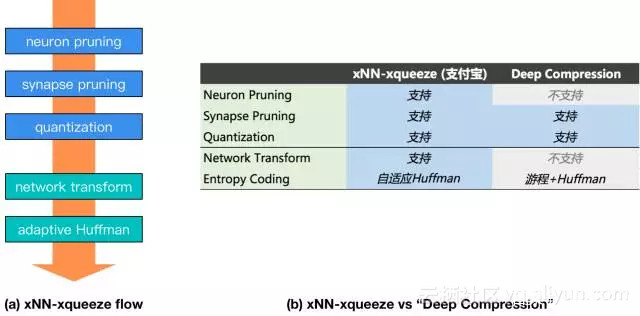 neuron pruning
synapse pruning
quantization
network transform
adaptive Huffman
(a) xNN-xqueeze flow
xNN-xqueeze (支付宝) Deep Compression
Neuron Pruning 支持 不支持
Synapse Pruning 支持 支持
Quantization 支持 支持
Network Transform 支持 不支持
Entropy Coding 自适应Huffman 游程+Huffman
(b) xNN-xqueeze vs “Deep Compression”
云栖社区 yq.aliyun.com